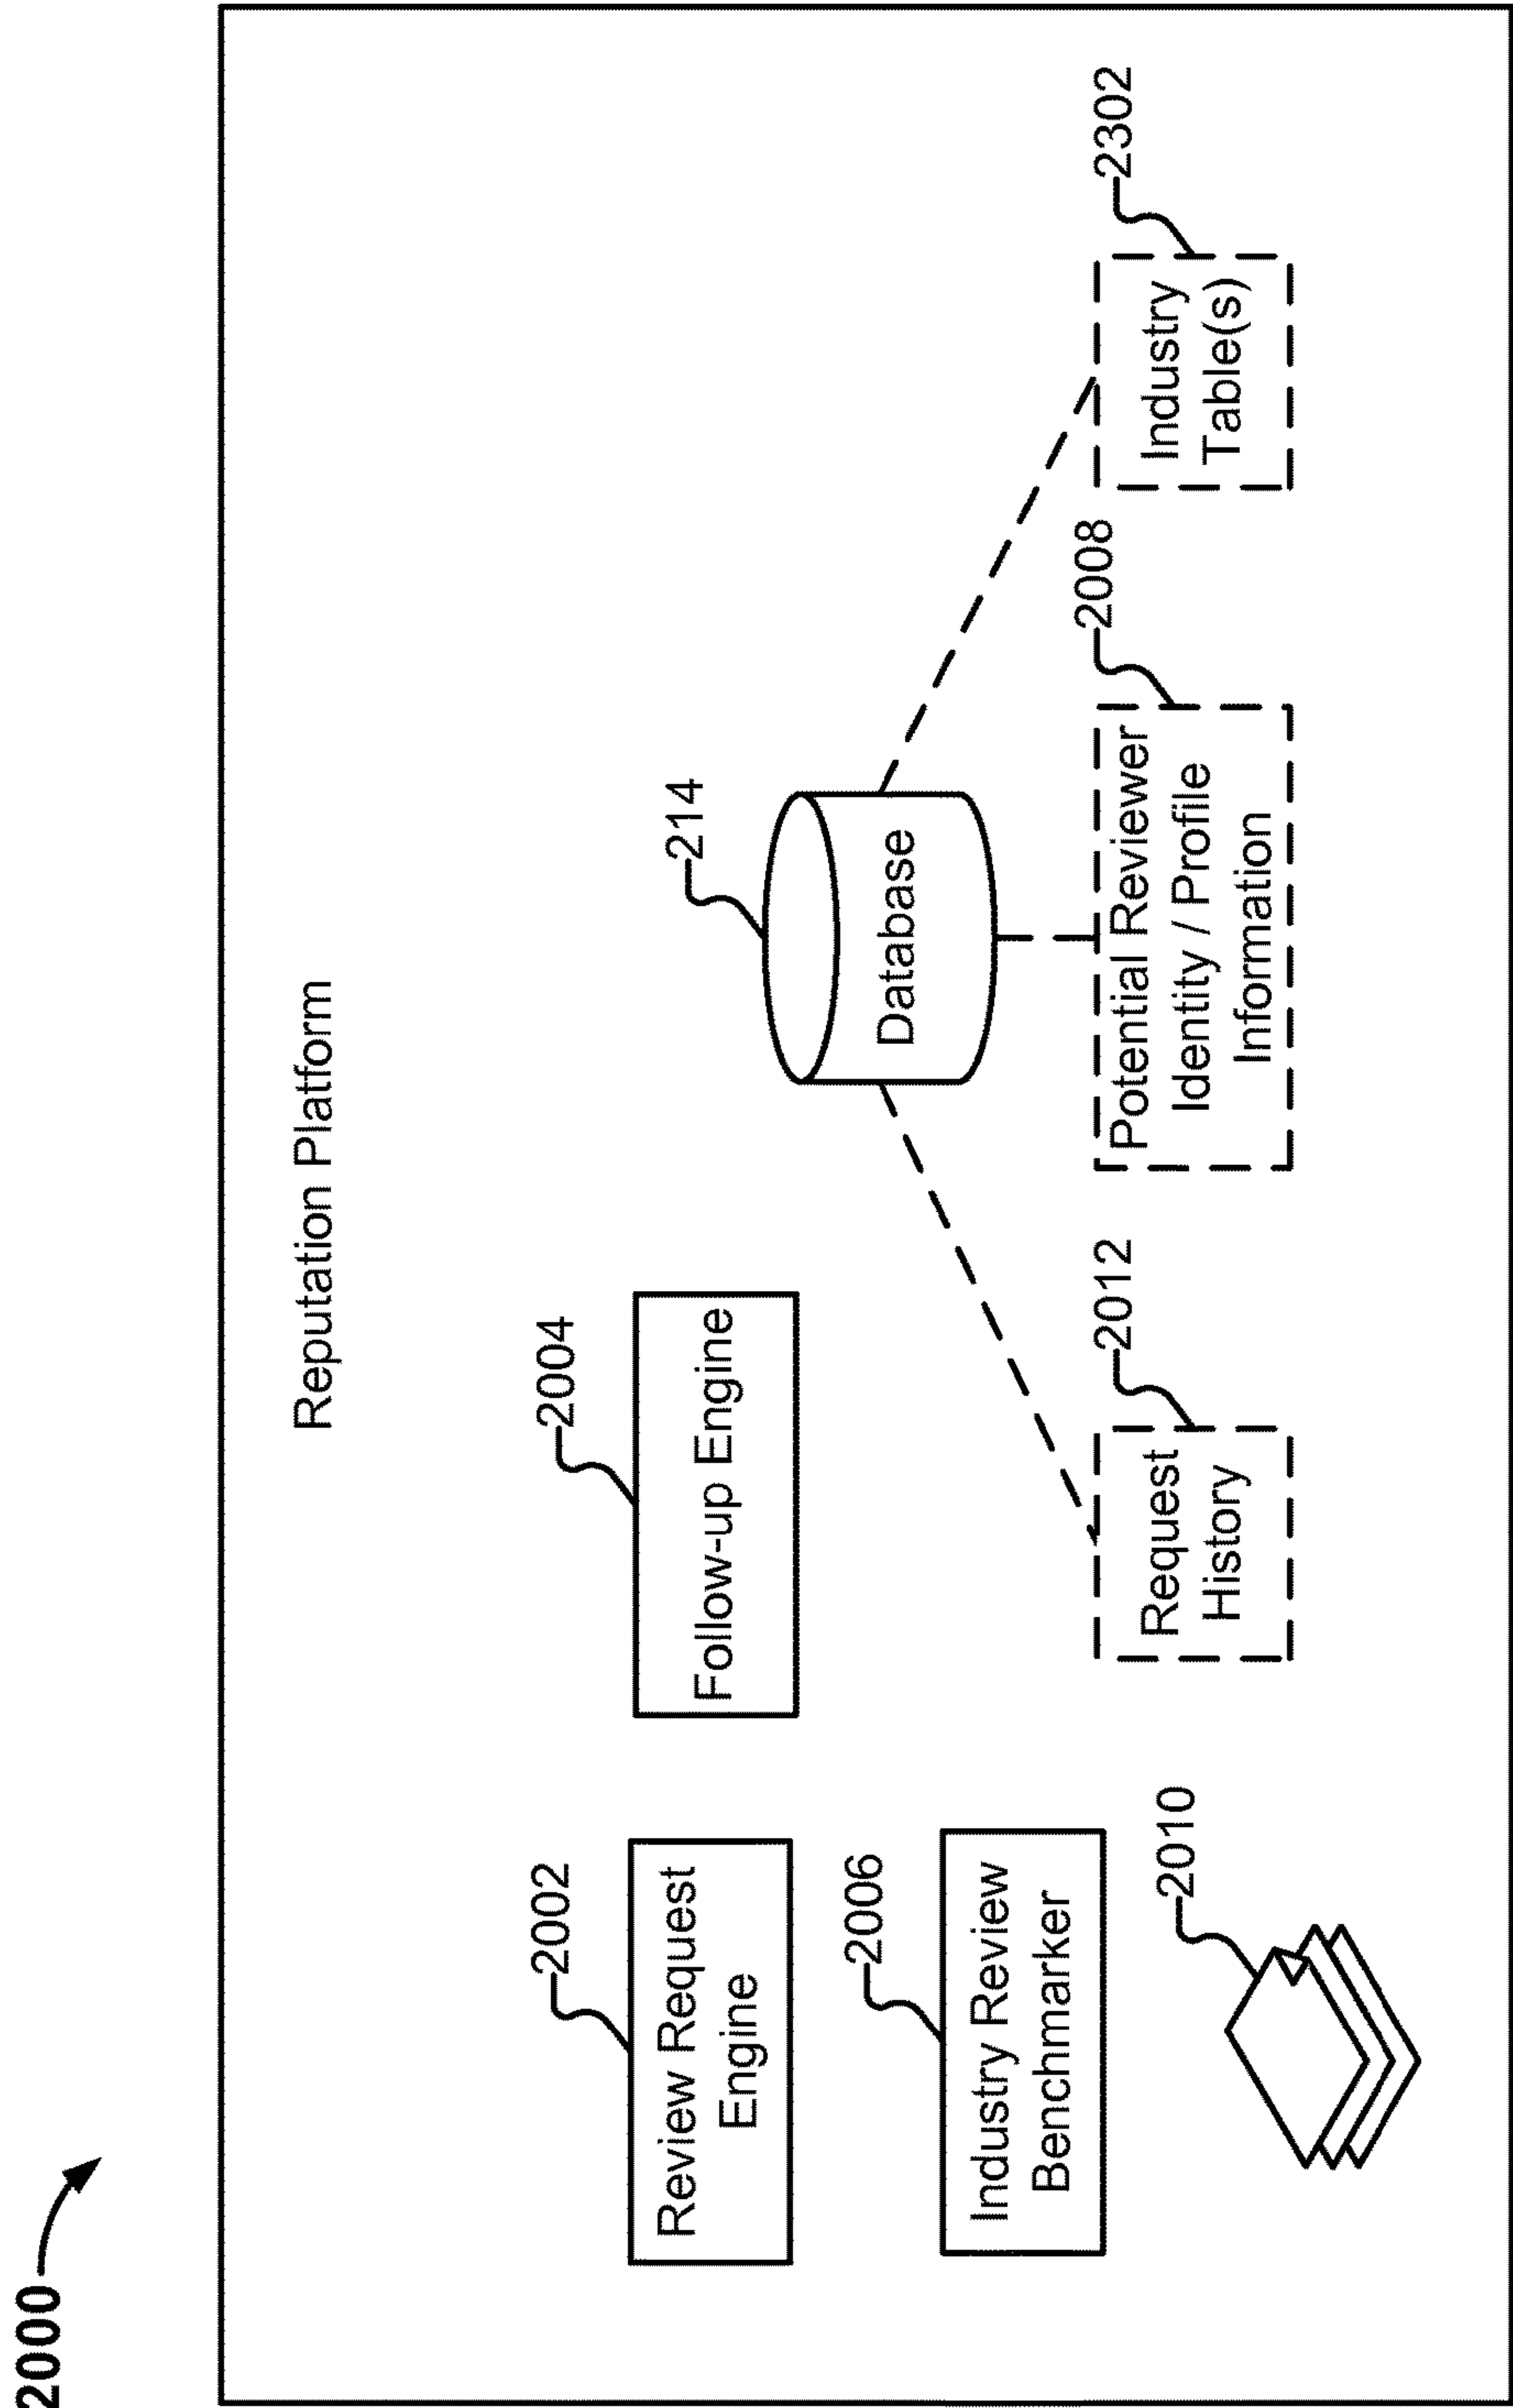 2000
Reputation Platform
2002
Review Request
Engine
2004
Follow-up Engine
214
Database
2006
Industry Review
Benchmarker
2010
2012
Request
History
2008
Potential Reviewer
Identity / Profile
Information
2302
Industry
Table(s)